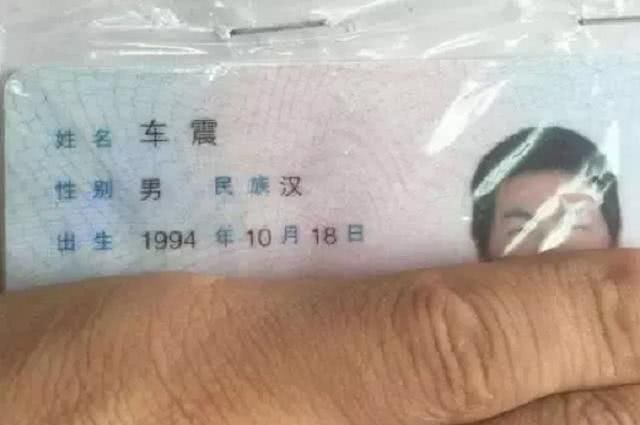 姓名 车震
性别 男 民族 汉
出生 1994 年 10 月 18 日